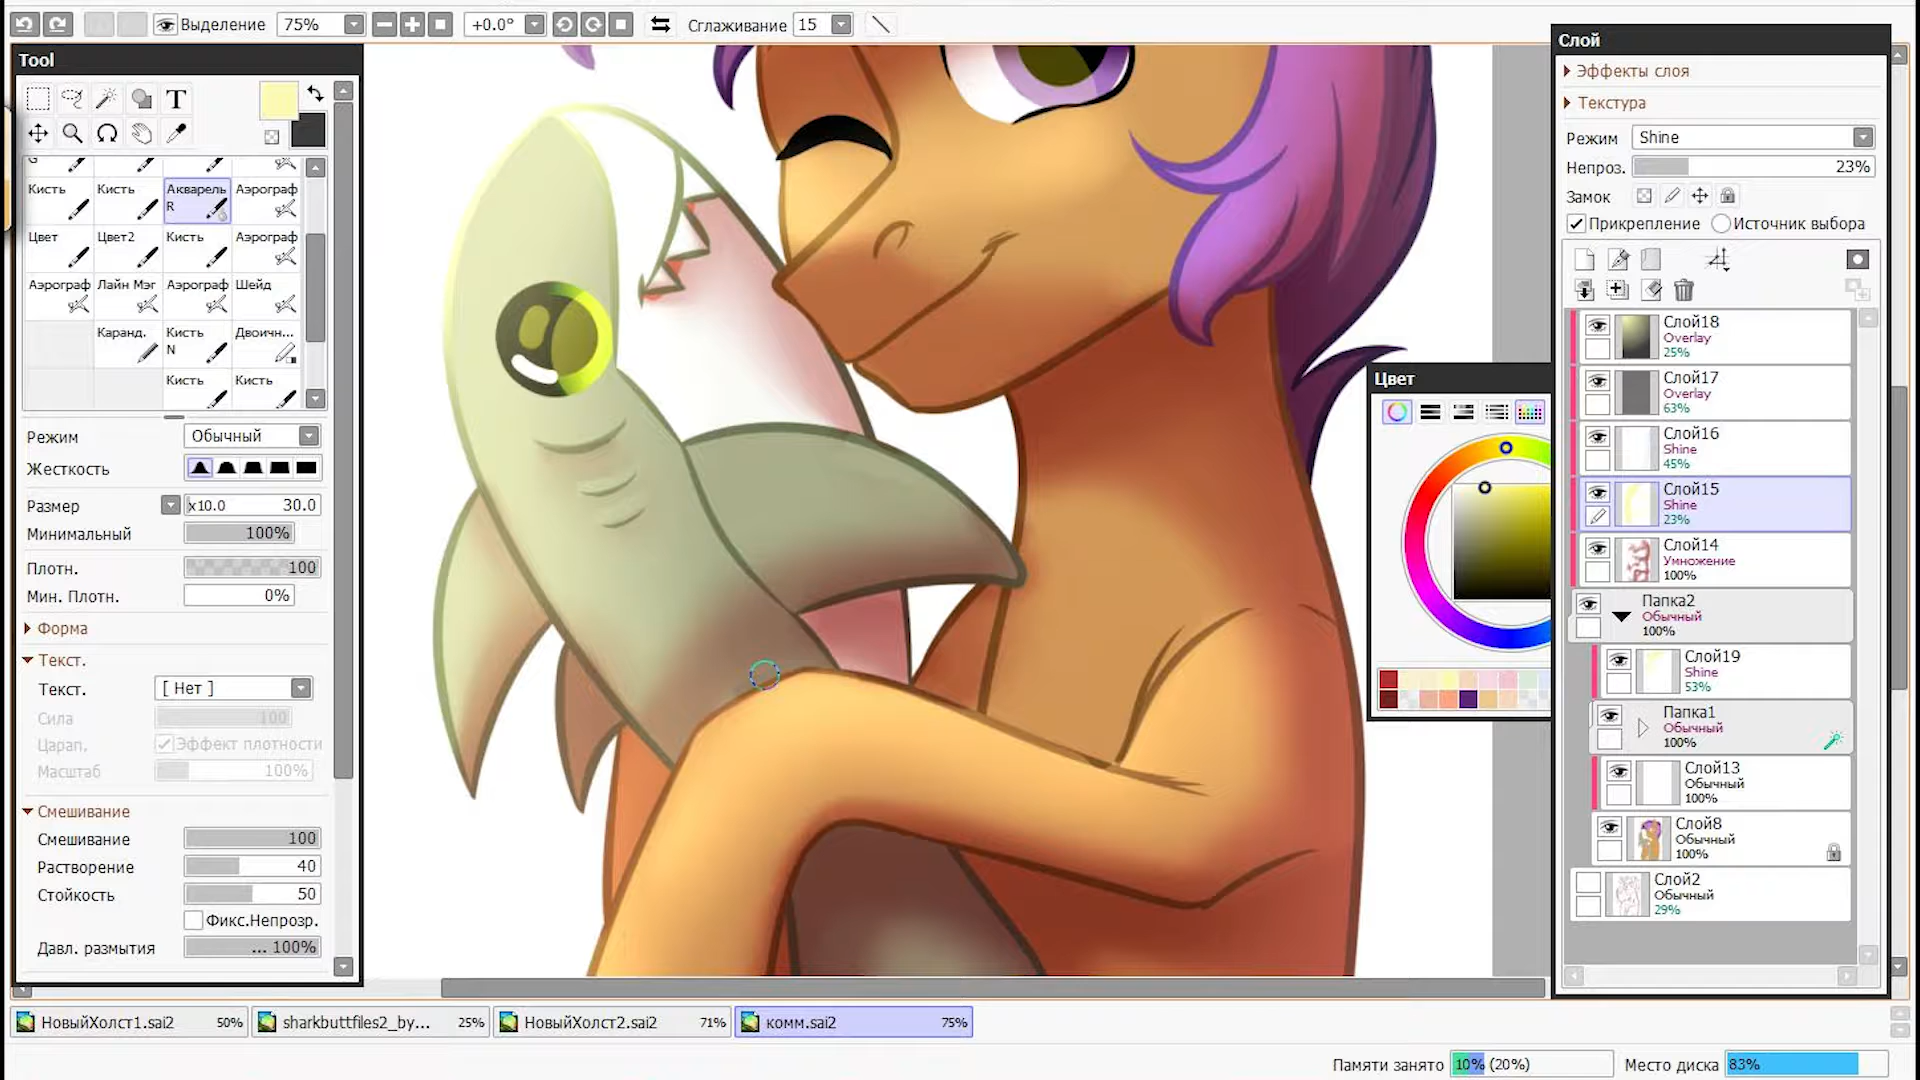 Выделение 75% +0.0° Сглаживание 15
Tool
T
G
Кисть Кисть Акварель R Аэрограф
Цвет Цвет2 Кисть Аэрограф
Аэрограф Лайн Мэг Аэрограф Шейд
Каранд. Кисть N Двоичн...
Кисть Кисть
Режим Обычный
Жесткость
Размер x10.0 30.0
Минимальный 100%
Плотн. 100
Мин. Плотн. 0%
Форма
Текст.
Текст. [ Нет ]
Сила 100
Царап. Эффект плотности
Масштаб 100%
Смешивание
Смешивание 100
Растворение 40
Стойкость 50
Фикс.Непрозр.
Давл. размытия ... 100%
Цвет
Слой
Эффекты слоя
Текстура
Режим Shine
Непроз. 23%
Замок
Прикрепление Источник выбора
Слой18
Overlay
25%
Слой17
Overlay
63%
Слой16
Shine
45%
Слой15
Shine
23%
Слой14
Умножение
100%
Папка2
Обычный
100%
Слой19
Shine
53%
Папка1
Обычный
100%
Слой13
Обычный
100%
Слой8
Обычный
100%
Слой2
Обычный
29%
НовыйХолст1.sai2 50% sharkbuttfiles2_by... 25% НовыйХолст2.sai2 71% комм.sai2 75%
Памяти занято 10% (20%) Место диска 83%